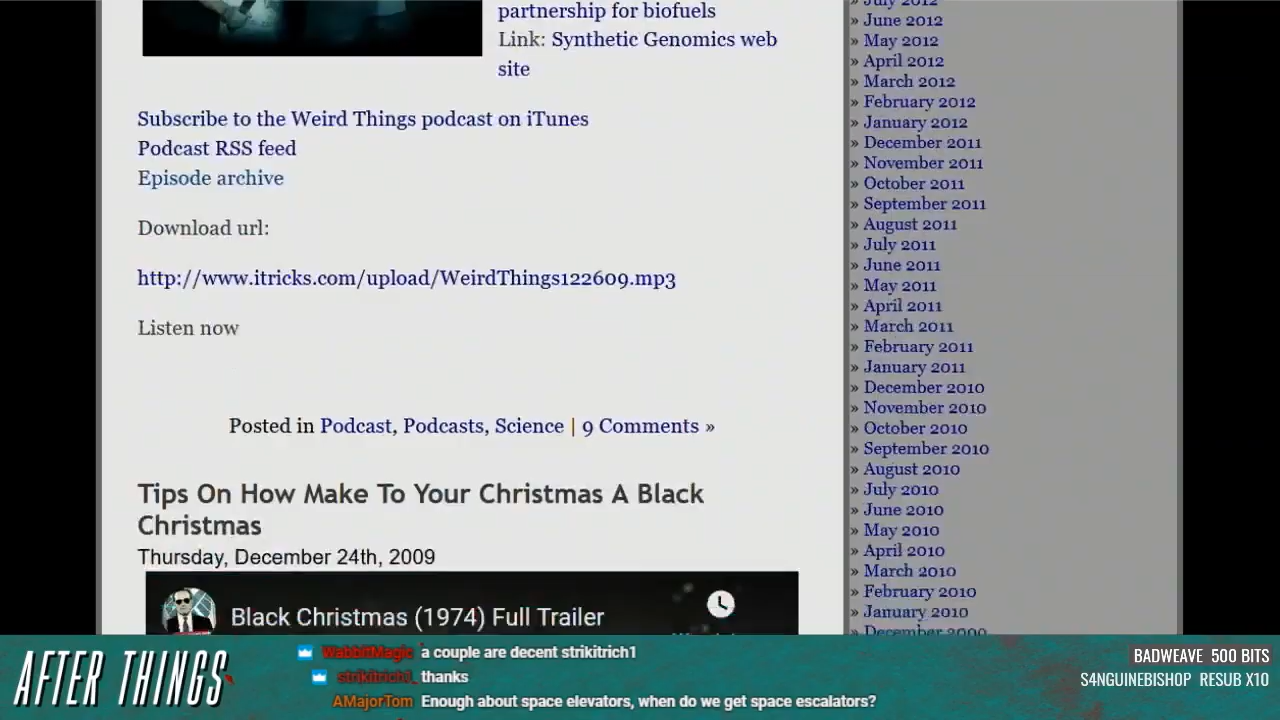 partnership for biofuels
Link: Synthetic Genomics web
site
Subscribe to the Weird Things podcast on iTunes
Podcast RSS feed
Episode archive
Download url:
http://www.itricks.com/upload/WeirdThings122609.mp3
Listen now
Posted in Podcast, Podcasts, Science | 9 Comments »
Tips On How Make To Your Christmas A Black
Christmas
Thursday, December 24th, 2009
Black Christmas (1974) Full Trailer
» July 2012
» June 2012
» May 2012
» April 2012
» March 2012
» February 2012
» January 2012
» December 2011
» November 2011
» October 2011
» September 2011
» August 2011
» July 2011
» June 2011
» May 2011
» April 2011
» March 2011
» February 2011
» January 2011
» December 2010
» November 2010
» October 2010
» September 2010
» August 2010
» July 2010
» June 2010
» May 2010
» April 2010
» March 2010
» February 2010
» January 2010
» December 2009
AFTER THINGS
WabbitMagic a couple are decent strikitrich1
strikitrich1 thanks
AMajorTom Enough about space elevators, when do we get space escalators?
BADWEAVE 500 BITS
S4NGUINEBISHOP RESUB X10